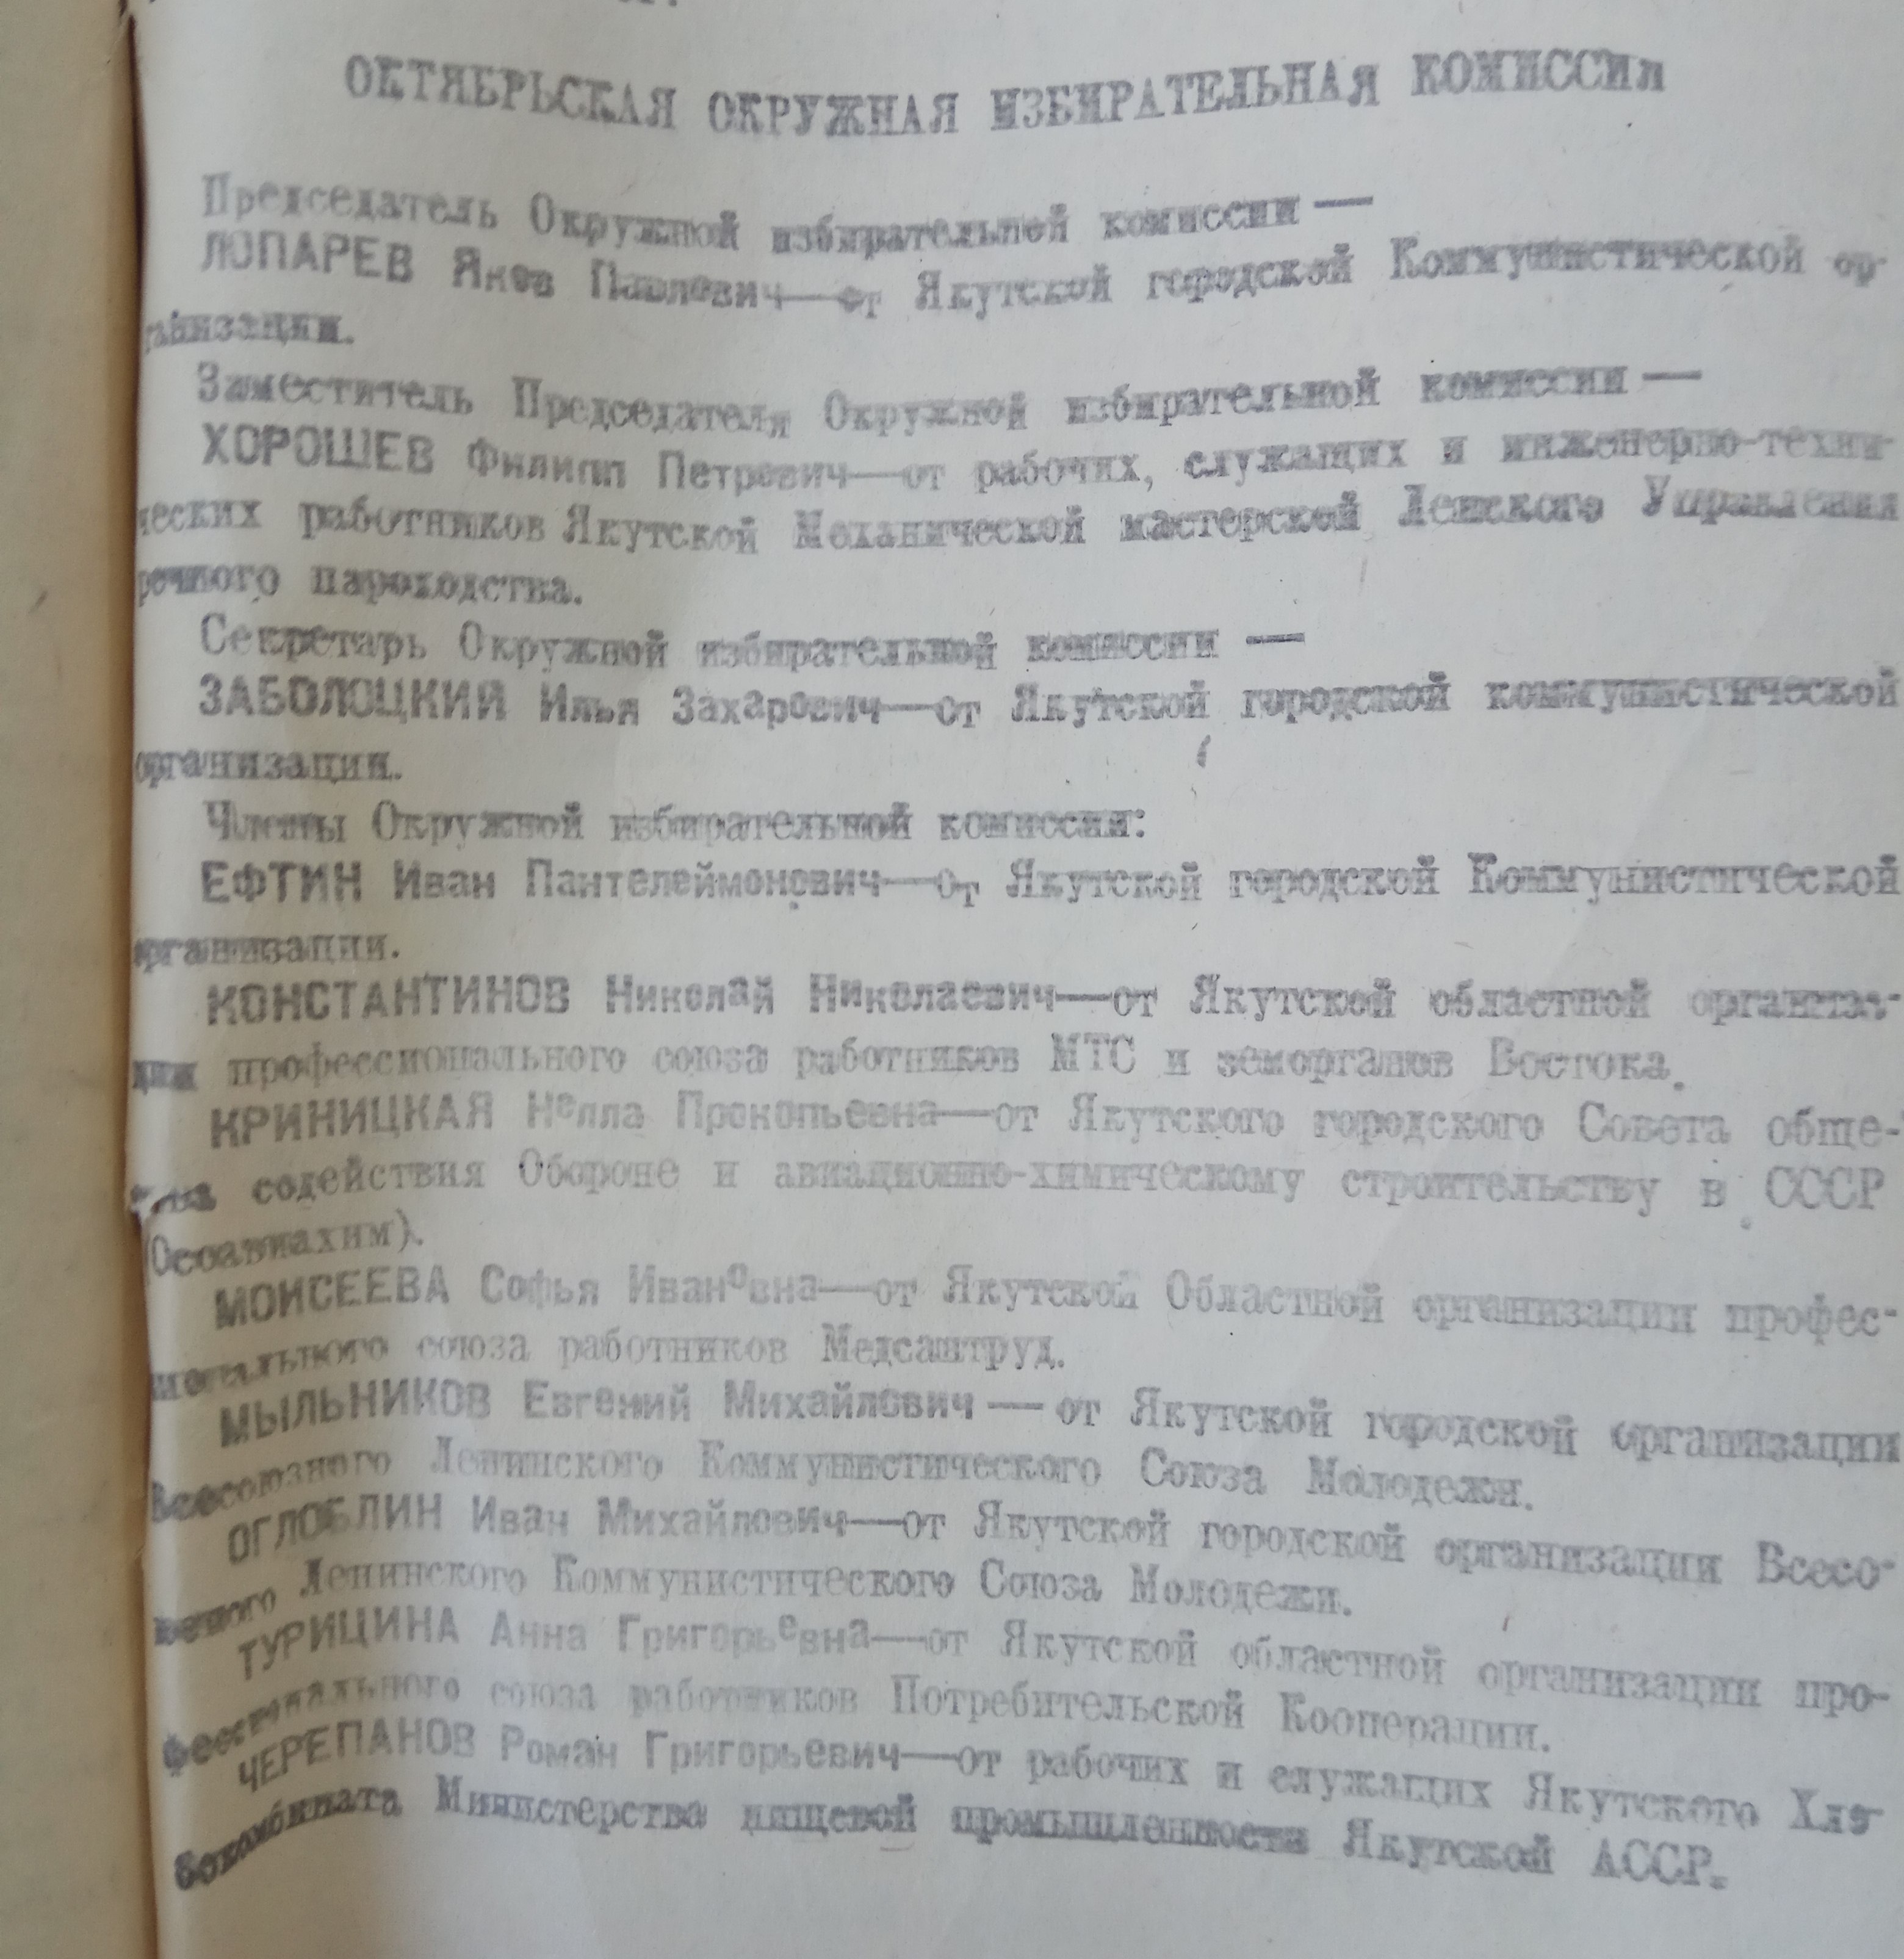 ОКТЯБРЬСКАЯ ОКРУЖНАЯ ИЗБИРАТЕЛЬНАЯ КОМИССИЯ
Председатель Окружной избирательной комиссии —
ЛОПАРЕВ Яков Павлович—от Якутской городской Коммунистической ор-
ганизации.
Заместитель Председателя Окружной избирательной комиссии —
ХОРОШЕВ Филипп Петрович—от рабочих, служащих и инженерно-техни-
ческих работников Якутской Механической мастерской Ленского Управления
речного пароходства.
Секретарь Окружной избирательной комиссии —
ЗАБОЛОЦКИЙ Илья Захарович—от Якутской городской коммунистической
организации.
Члены Окружной избирательной комиссии:
ЕФТИН Иван Пантелеймонович—от Якутской городской Коммунистической
организации.
КОНСТАНТИНОВ Николай Николаевич—от Якутской областной организа-
ции профессионального союза работников МТС и земорганов Востока.
КРИНИЦКАЯ Нелла Прокопьевна—от Якутского городского Совета обще-
ства содействия Обороне и авиационно-химическому строительству в СССР
(Осоавиахим).
МОИСЕЕВА Софья Ивановна—от Якутской Областной организации профес-
ионального союза работников Медсантруд.
МЫЛЬНИКОВ Евгений Михайлович — от Якутской городской организации
Всесоюзного Ленинского Коммунистического Союза Молодежи.
ОГЛОБЛИН Иван Михайлович—от Якутской городской организации Всесо-
юзного Ленинского Коммунистического Союза Молодежи.
ТУРИЦИНА Анна Григорьевна—от Якутской областной организации про-
фессионального союза работников Потребительской Кооперации.
ЧЕРЕПАНОВ Роман Григорьевич—от рабочих и служащих Якутского Хле-
бокомбината Министерства пищевой промышленности Якутской АССР.